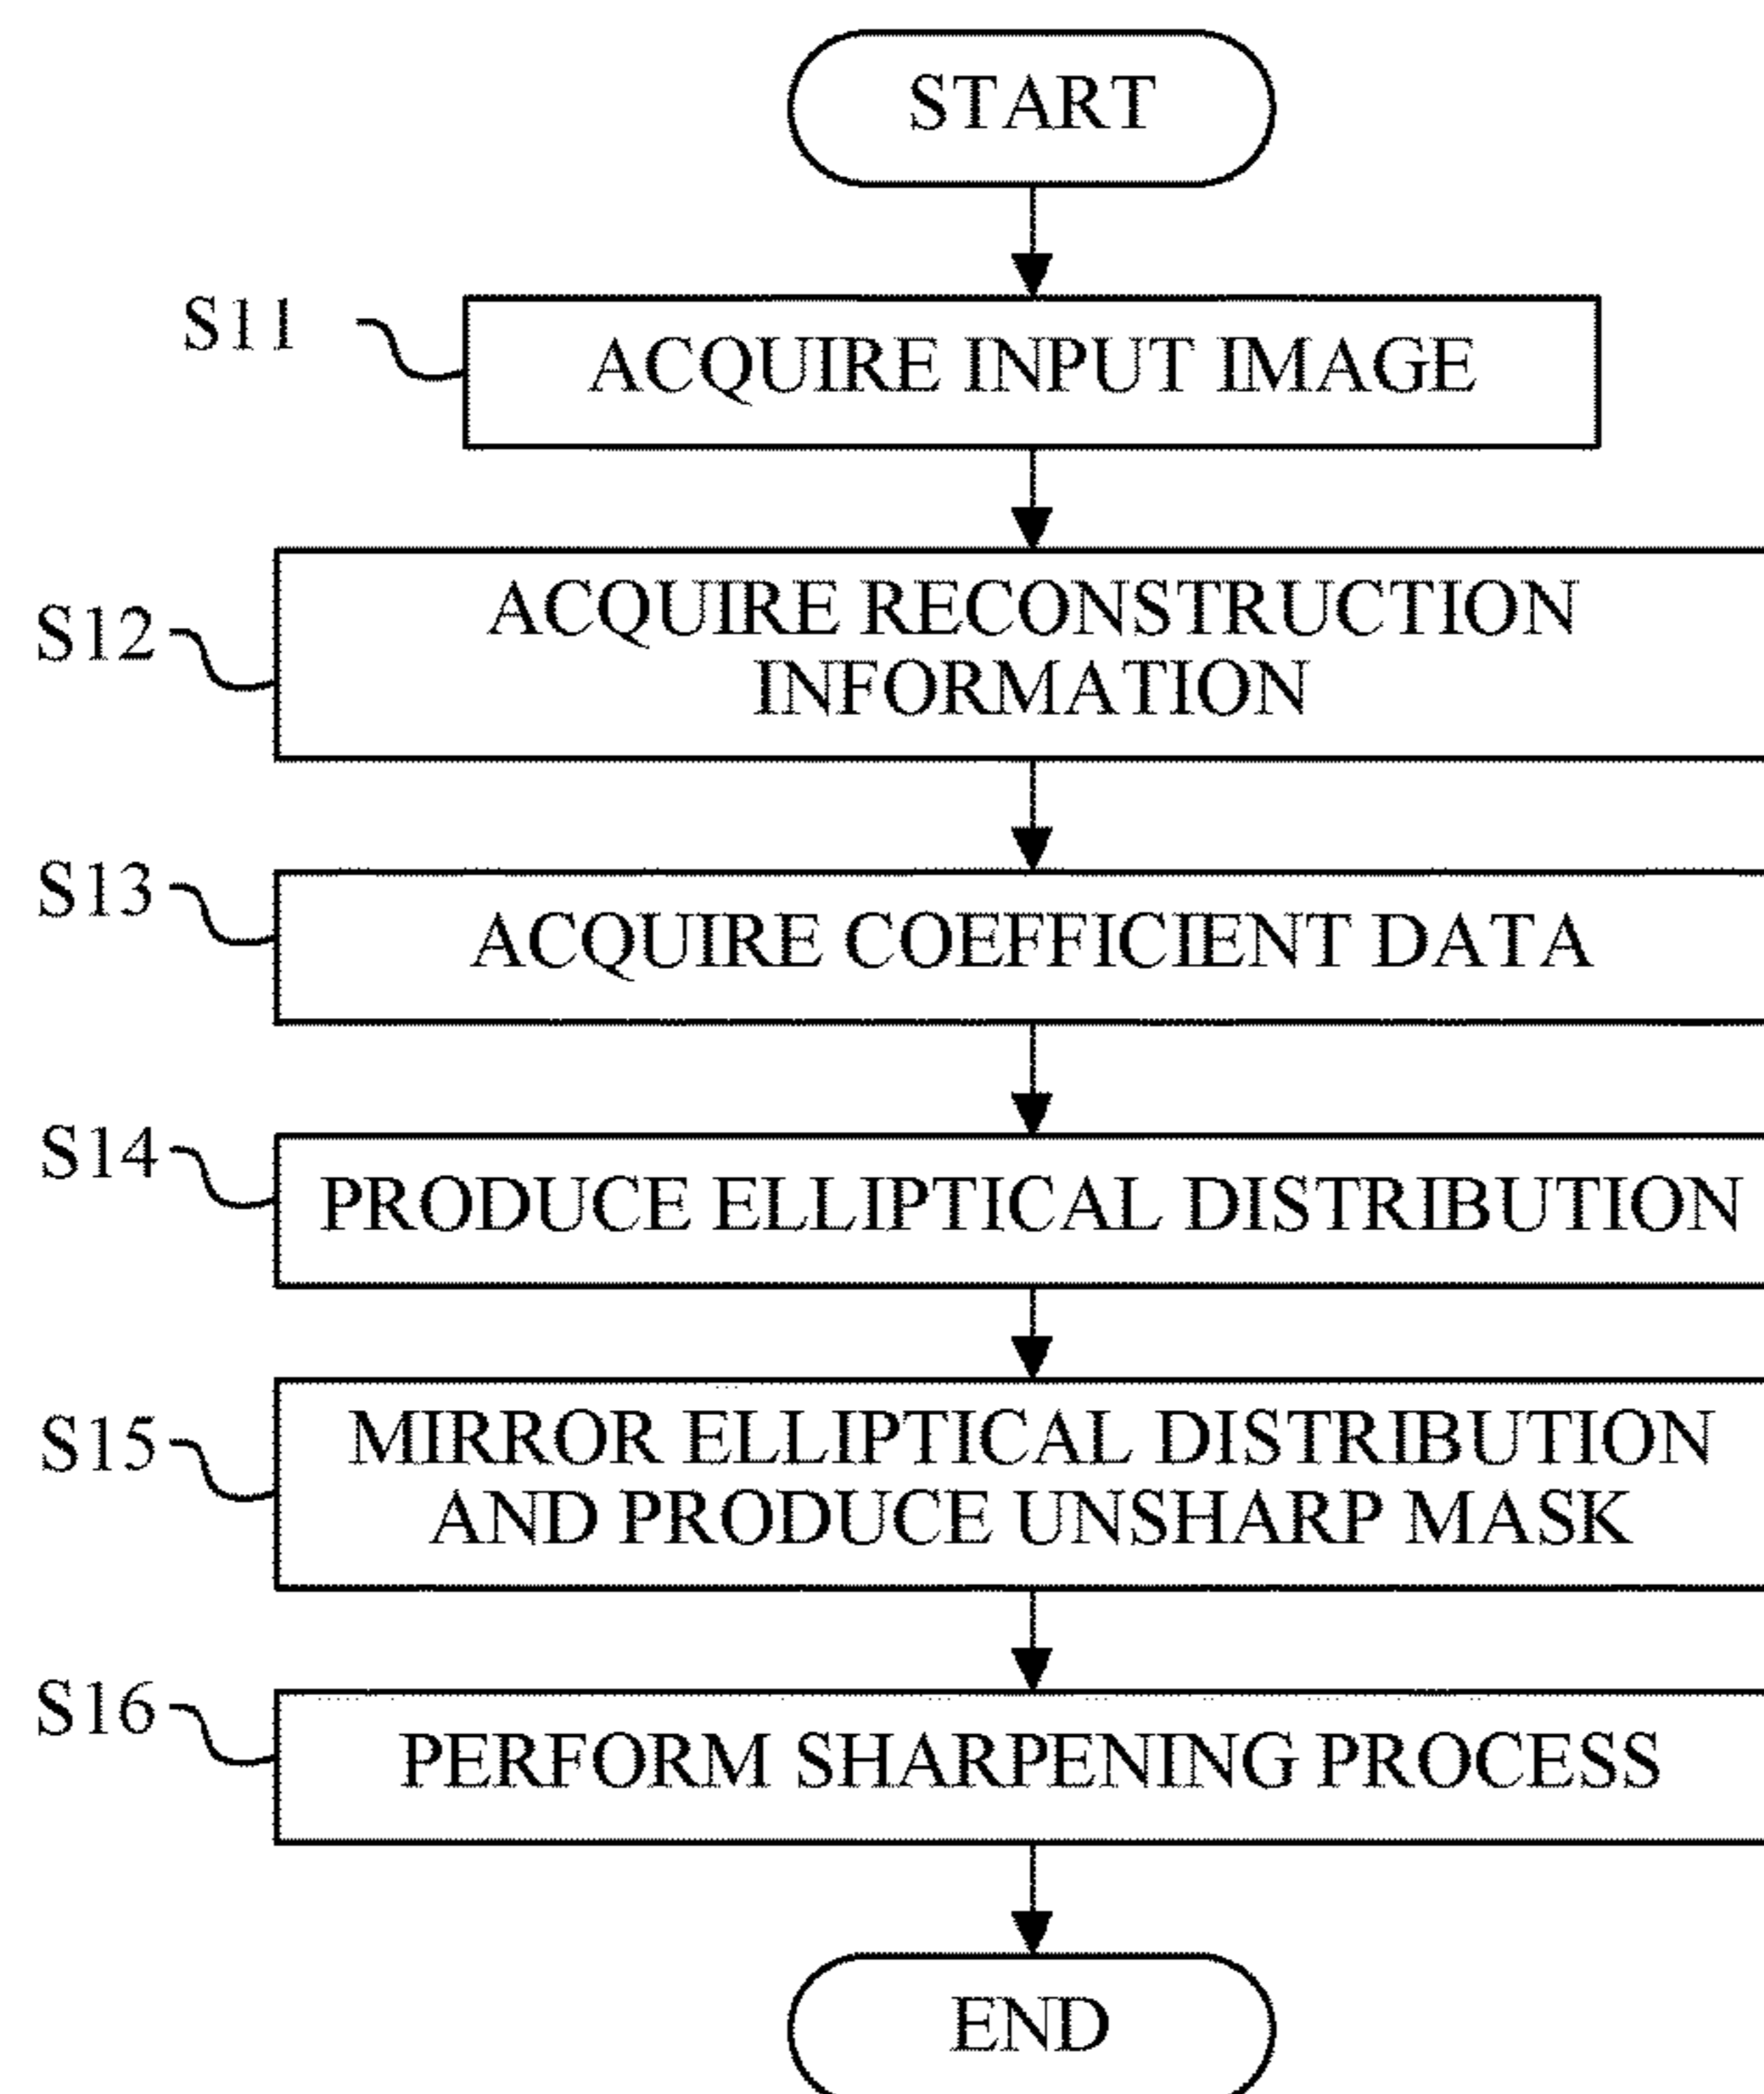 START
S11
ACQUIRE INPUT IMAGE
S12
ACQUIRE RECONSTRUCTION
INFORMATION
S13
ACQUIRE COEFFICIENT DATA
S14
PRODUCE ELLIPTICAL DISTRIBUTION
S15
MIRROR ELLIPTICAL DISTRIBUTION
AND PRODUCE UNSHARP MASK
S16
PERFORM SHARPENING PROCESS
END